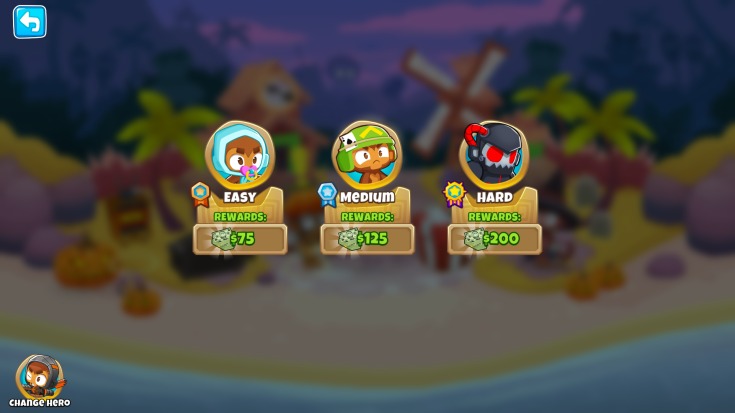 EASY
REWARDS:
$75
MEDIUM
REWARDS:
$125
HARD
REWARDS:
$200
CHANGE HERO